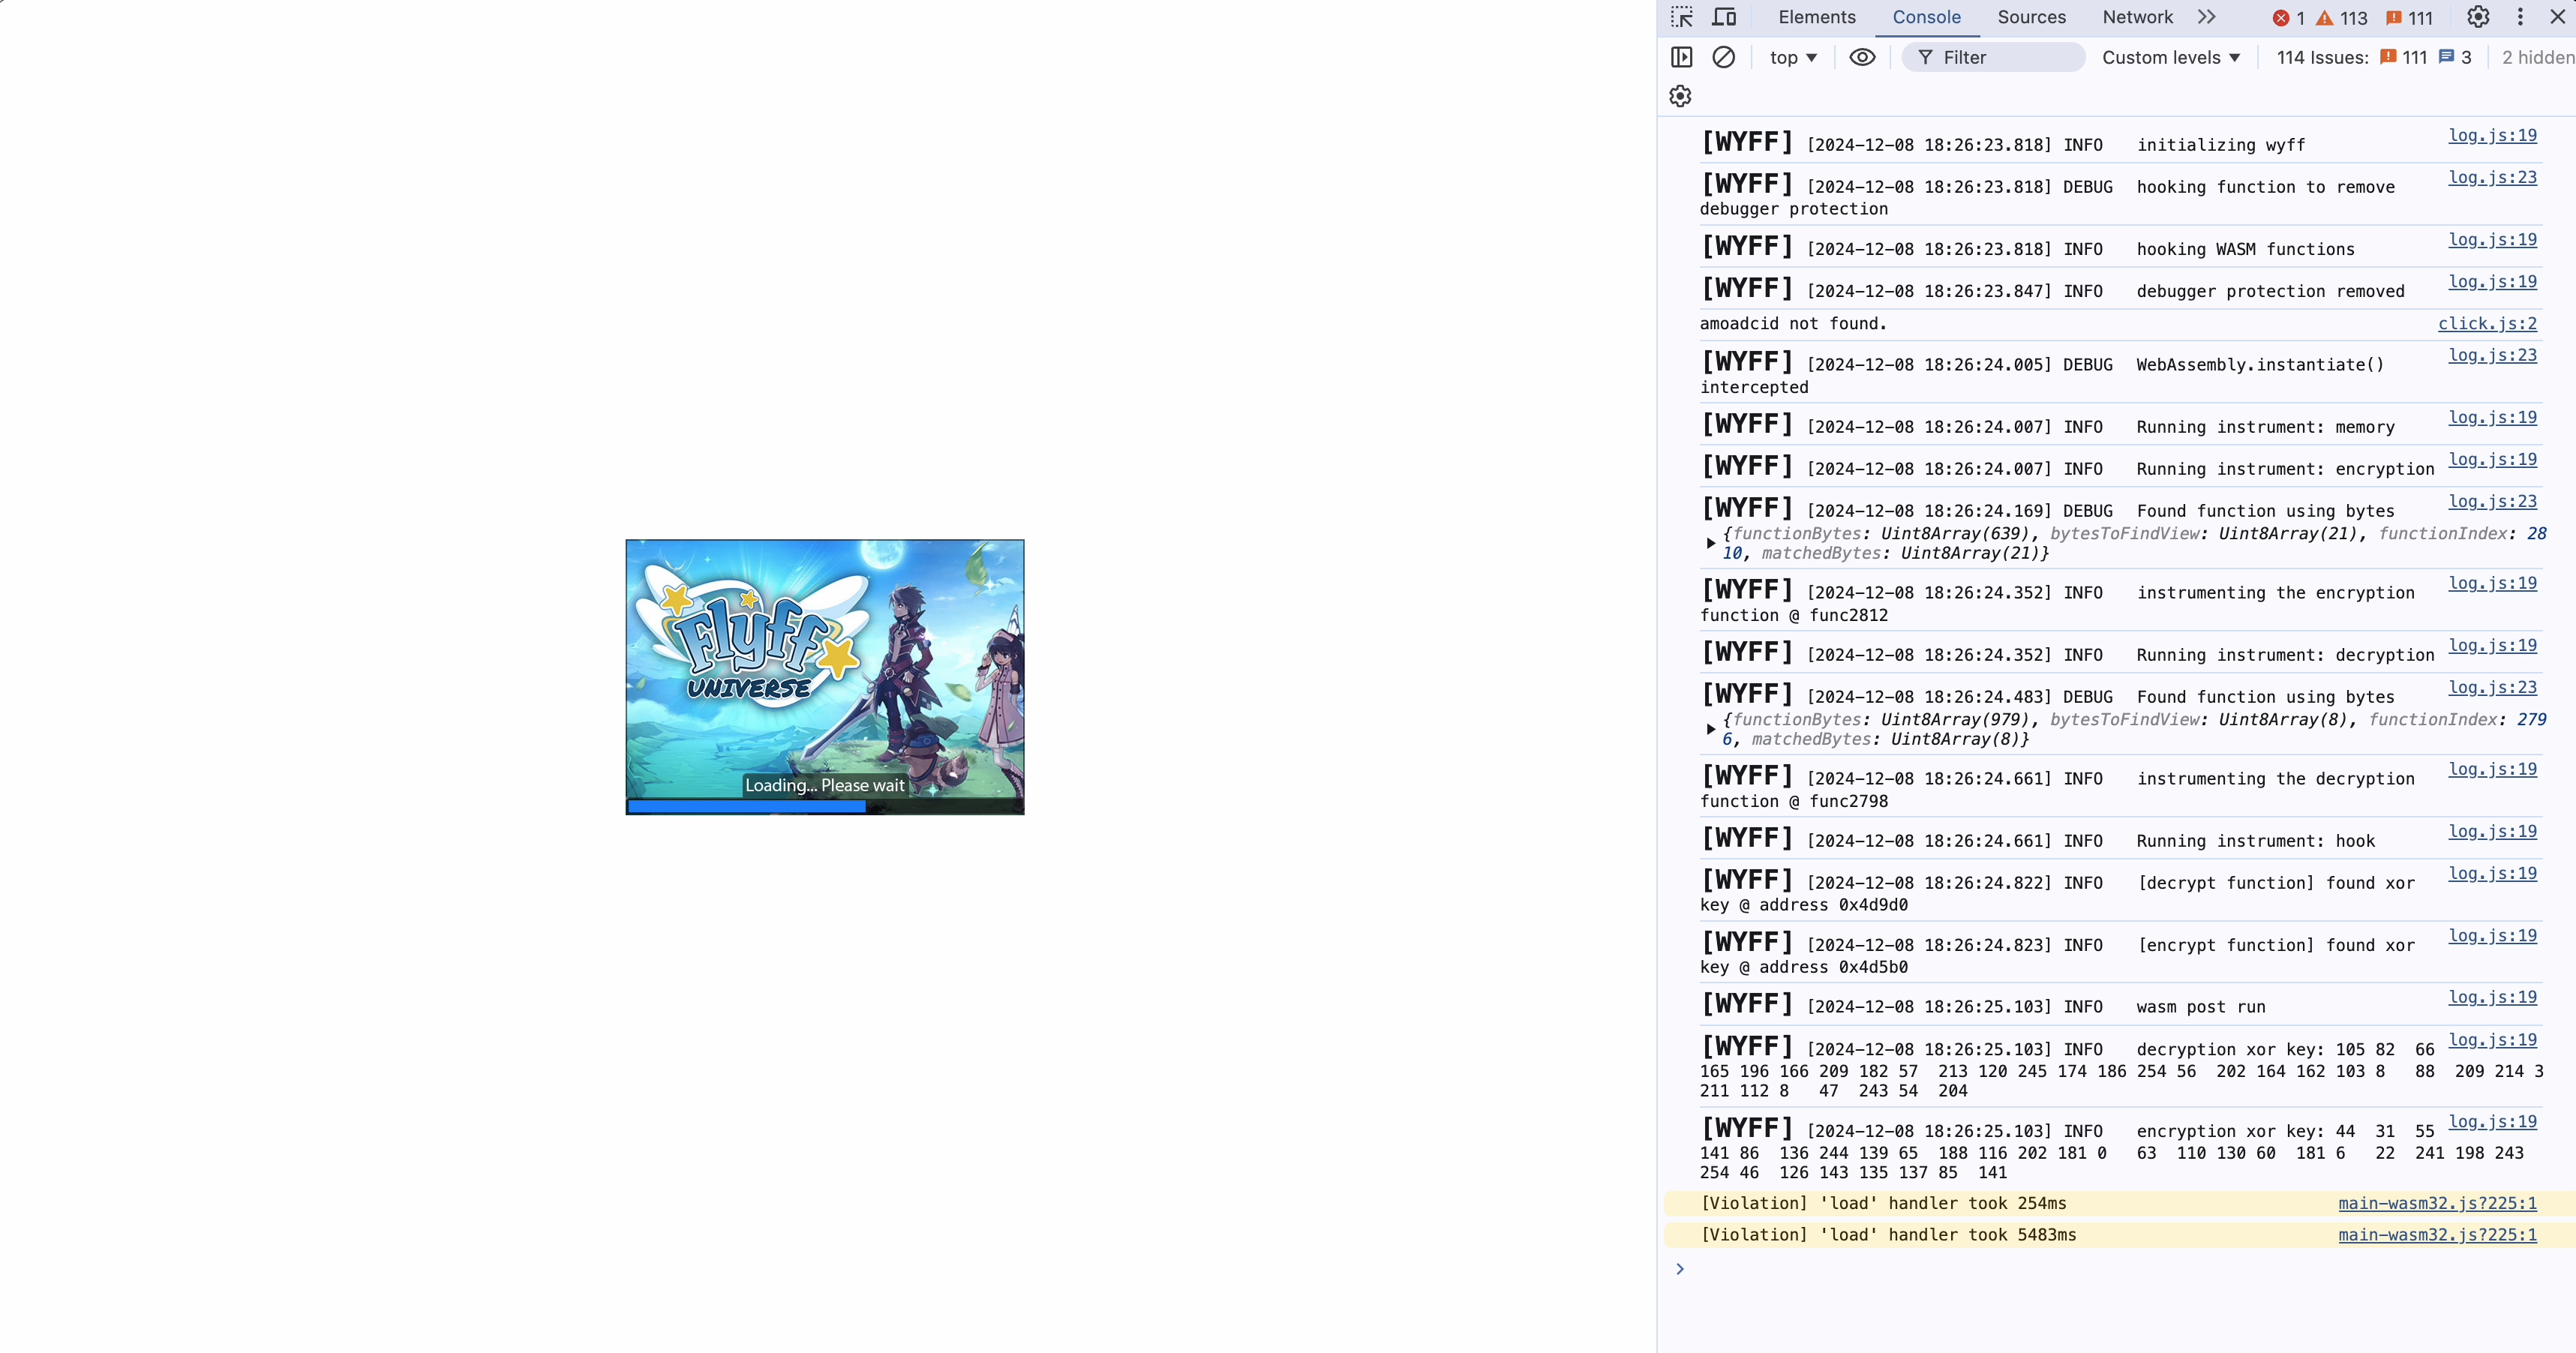 Flyff
UNIVERSE
Loading... Please wait
Elements Console Sources Network 1 113 111
top Filter Custom levels 114 Issues: 111 3 2 hidden
[WYFF] [2024-12-08 18:26:23.818] INFO initializing wyff log.js:19
[WYFF] [2024-12-08 18:26:23.818] DEBUG hooking function to remove log.js:23
debugger protection
[WYFF] [2024-12-08 18:26:23.818] INFO hooking WASM functions log.js:19
[WYFF] [2024-12-08 18:26:23.847] INFO debugger protection removed log.js:19
amoadcid not found. click.js:2
[WYFF] [2024-12-08 18:26:24.005] DEBUG WebAssembly.instantiate() log.js:23
intercepted
[WYFF] [2024-12-08 18:26:24.007] INFO Running instrument: memory log.js:19
[WYFF] [2024-12-08 18:26:24.007] INFO Running instrument: encryption log.js:19
[WYFF] [2024-12-08 18:26:24.169] DEBUG Found function using bytes log.js:23
{functionBytes: Uint8Array(639), bytesToFindView: Uint8Array(21), functionIndex: 28
10, matchedBytes: Uint8Array(21)}
[WYFF] [2024-12-08 18:26:24.352] INFO instrumenting the encryption log.js:19
function @ func2812
[WYFF] [2024-12-08 18:26:24.352] INFO Running instrument: decryption log.js:19
[WYFF] [2024-12-08 18:26:24.483] DEBUG Found function using bytes log.js:23
{functionBytes: Uint8Array(979), bytesToFindView: Uint8Array(8), functionIndex: 279
6, matchedBytes: Uint8Array(8)}
[WYFF] [2024-12-08 18:26:24.661] INFO instrumenting the decryption log.js:19
function @ func2798
[WYFF] [2024-12-08 18:26:24.661] INFO Running instrument: hook log.js:19
[WYFF] [2024-12-08 18:26:24.822] INFO [decrypt function] found xor log.js:19
key @ address 0x4d9d0
[WYFF] [2024-12-08 18:26:24.823] INFO [encrypt function] found xor log.js:19
key @ address 0x4d5b0
[WYFF] [2024-12-08 18:26:25.103] INFO wasm post run log.js:19
[WYFF] [2024-12-08 18:26:25.103] INFO decryption xor key: 105 82 66 log.js:19
165 196 166 209 182 57 213 120 245 174 186 254 56 202 164 162 103 8 88 209 214 3
211 112 8 47 243 54 204
[WYFF] [2024-12-08 18:26:25.103] INFO encryption xor key: 44 31 55 log.js:19
141 86 136 244 139 65 188 116 202 181 0 63 110 130 60 181 6 22 241 198 243
254 46 126 143 135 137 85 141
[Violation] 'load' handler took 254ms main-wasm32.js?225:1
[Violation] 'load' handler took 5483ms main-wasm32.js?225:1